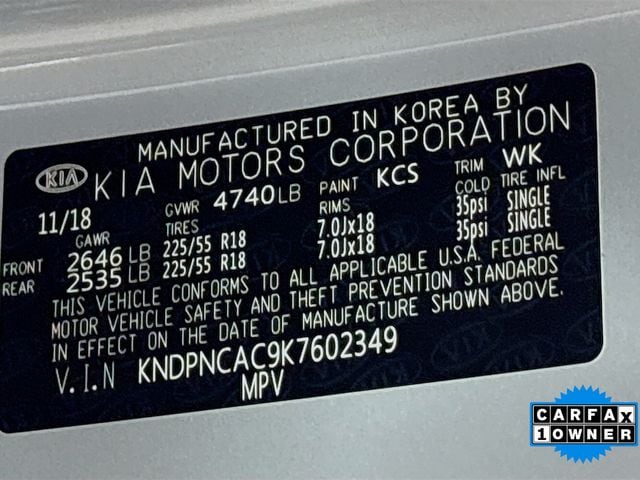 MANUFACTURED IN KOREA BY
KIA KIA MOTORS CORPORATION
11/18 GVWR 4740LB PAINT KCS TRIM WK
GAWR TIRES RIMS COLD TIRE INFL
FRONT 2646 LB 225/55 R18 7.0Jx18 35psi SINGLE
REAR 2535 LB 225/55 R18 7.0Jx18 35psi SINGLE
THIS VEHICLE CONFORMS TO ALL APPLICABLE U.S.A. FEDERAL
MOTOR VEHICLE SAFETY AND THEFT PREVENTION STANDARDS
IN EFFECT ON THE DATE OF MANUFACTURE SHOWN ABOVE.
V.I.N KNDPNCAC9K7602349
MPV
CARFAX
1 OWNER